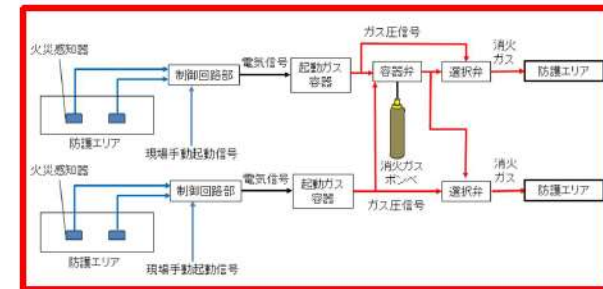 火災感知器
制御回路部
電気信号
起動ガス
容器
ガス圧信号
容器弁
選択弁
消火
ガス
防護エリア
防護エリア
現場手動起動信号
消火ガス
ボンベ
火災感知器
制御回路部
電気信号
起動ガス
容器
ガス圧信号
選択弁
消火
ガス
防護エリア
防護エリア
現場手動起動信号